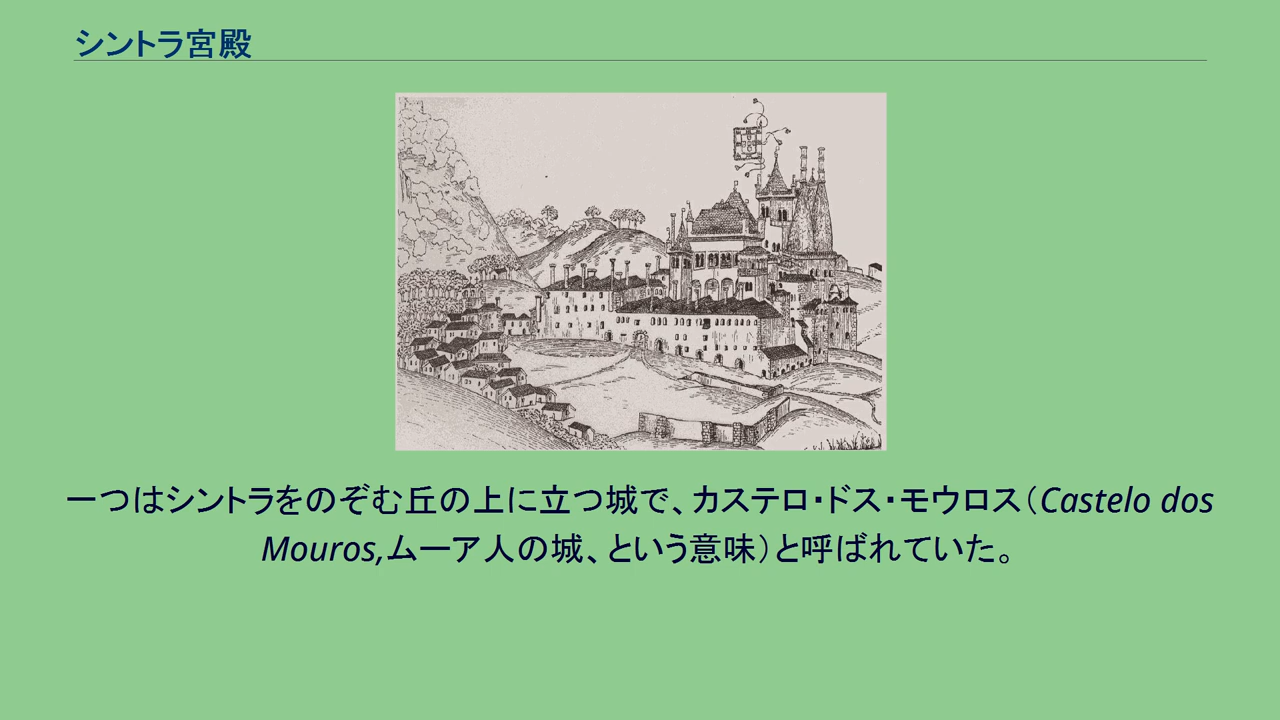 シントラ宮殿
一つはシントラをのぞむ丘の上に立つ城で、カステロ・ドス・モウロス（Castelo dos
Mouros,ムーア人の城、という意味）と呼ばれていた。